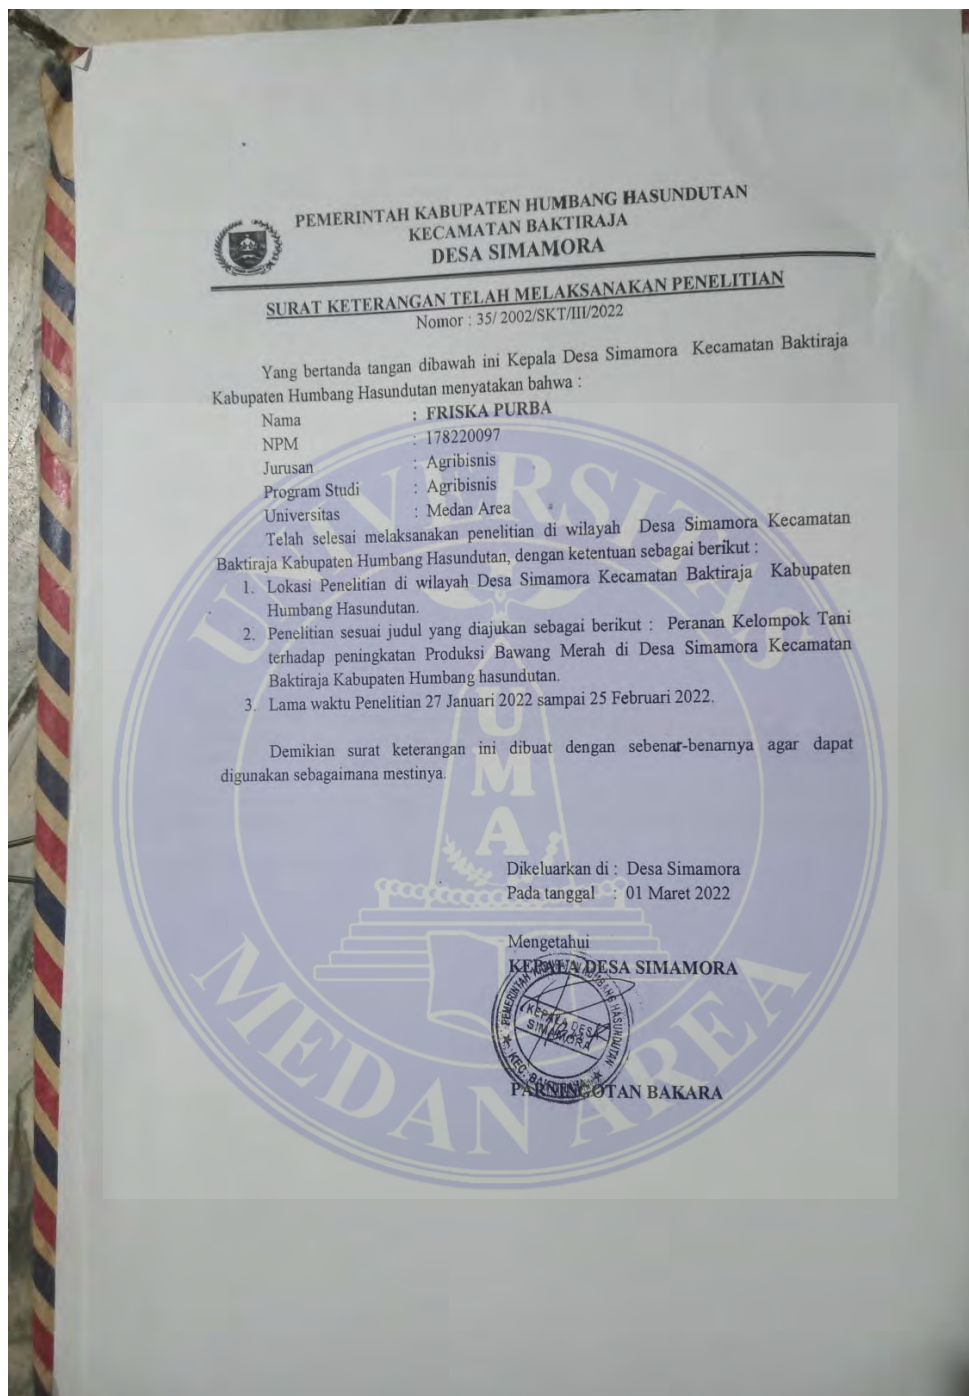 PEMERINTAH KABUPATEN HUMBANG HASUNDUTAN
KECAMATAN BAKTIRAJA
DESA SIMAMORA
SURAT KETERANGAN TELAH MELAKSANAKAN PENELITIAN
Nomor : 35/ 2002/SKT/III/2022
Yang bertanda tangan dibawah ini Kepala Desa Simamora Kecamatan Baktiraja
Kabupaten Humbang Hasundutan menyatakan bahwa :
Nama : FRISKA PURBA
NPM : 178220097
Jurusan : Agribisnis
Program Studi : Agribisnis
Universitas : Medan Area
Telah selesai melaksanakan penelitian di wilayah Desa Simamora Kecamatan
Baktiraja Kabupaten Humbang Hasundutan, dengan ketentuan sebagai berikut :
1. Lokasi Penelitian di wilayah Desa Simamora Kecamatan Baktiraja Kabupaten
Humbang Hasundutan.
2. Penelitian sesuai judul yang diajukan sebagai berikut : Peranan Kelompok Tani
terhadap peningkatan Produksi Bawang Merah di Desa Simamora Kecamatan
Baktiraja Kabupaten Humbang hasundutan.
3. Lama waktu Penelitian 27 Januari 2022 sampai 25 Februari 2022.
Demikian surat keterangan ini dibuat dengan sebenar-benarnya agar dapat
digunakan sebagaimana mestinya.
Dikeluarkan di : Desa Simamora
Pada tanggal : 01 Maret 2022
Mengetahui
KEPALA DESA SIMAMORA
KEPALA DESA
SIMAMORA
PARNINGOTAN BAKARA
UNIVERSITAS
UMA
MEDAN AREA